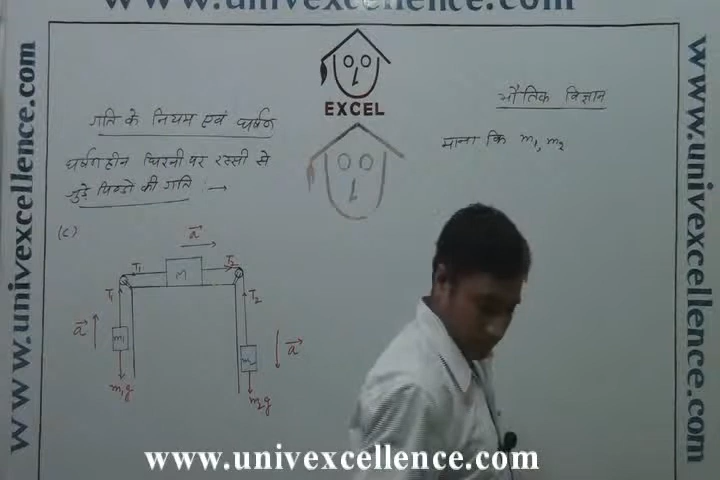 www.univexcellence.com
www.univexcellence.com
www.univexcellence.com
EXCEL
भौतिक विज्ञान
गति के नियम एवं घर्षण
माना कि m₁, m₂
घर्षणहीन घिरनी पर रस्सी से
जुड़े पिण्डो की गति :→
(c)
a⃗
T₁
M
T₂
T₁
T₂
a⃗
m₁
a⃗
m₂
m₁g
m₂g
www.univexcellence.com